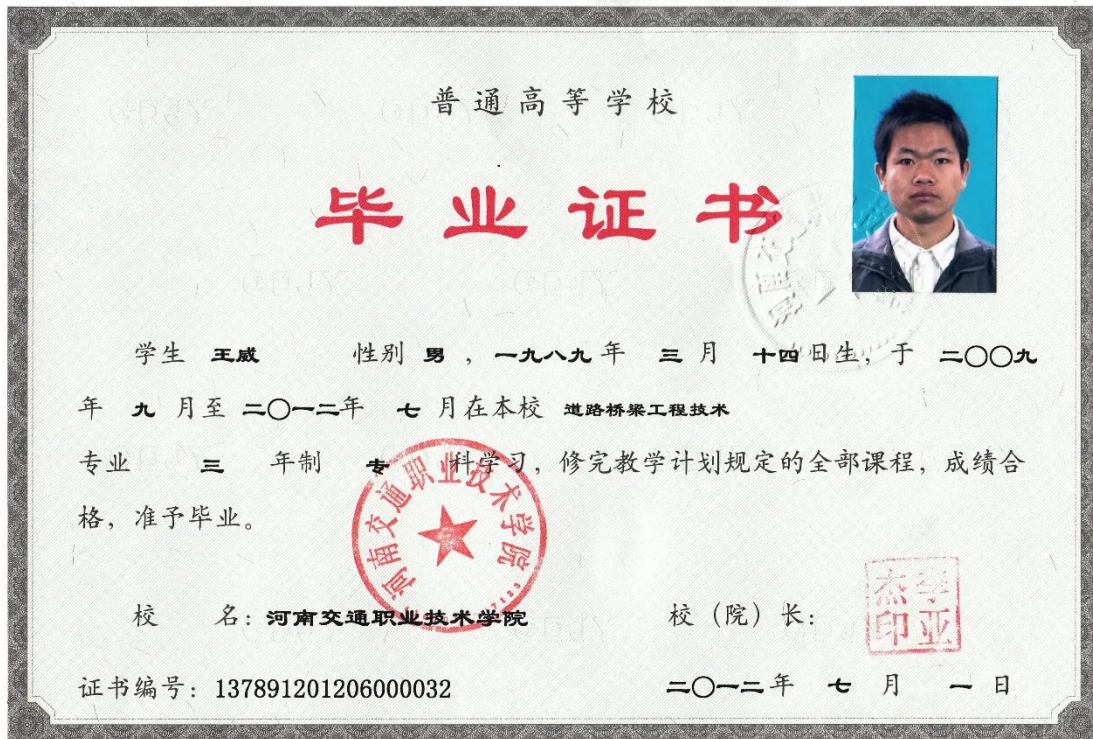 普通高等学校
毕业证书
学生 王威 性别 男 ，一九八九 年 三 月 十四 日生，于 二〇〇九
年 九 月至 二〇一二年 七 月在本校 道路桥梁工程技术
专业 三 年制 专 科学习，修完教学计划规定的全部课程，成绩合
格，准予毕业。
河南交通职业技术学院
校 名：河南交通职业技术学院 校（院）长：
李亚杰印
证书编号：137891201206000032 二〇一二年 七 月 一 日